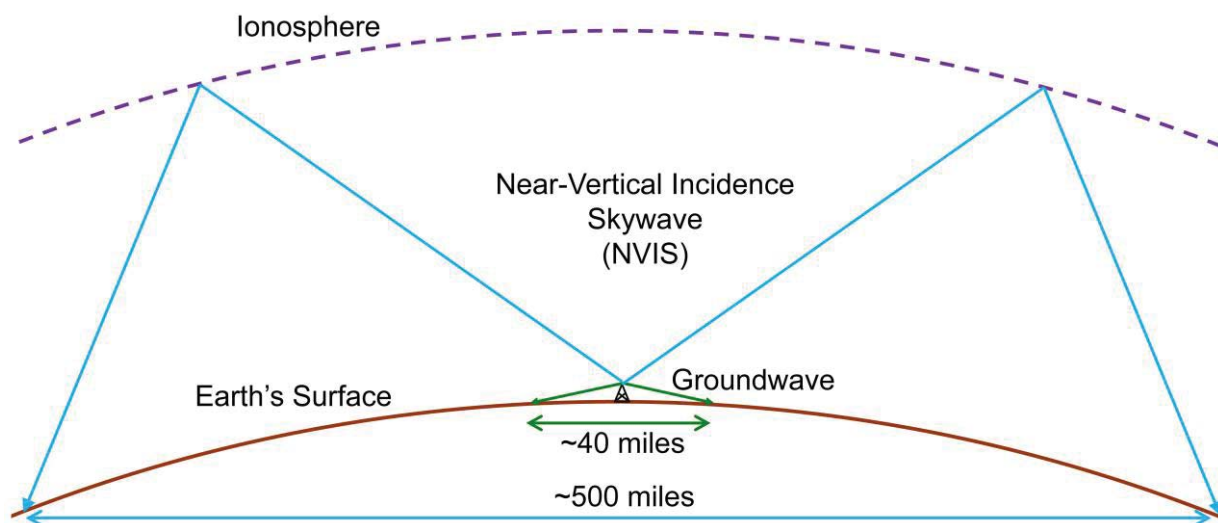 Ionosphere
Near-Vertical Incidence
Skywave
(NVIS)
Groundwave
Earth's Surface
~40 miles
~500 miles